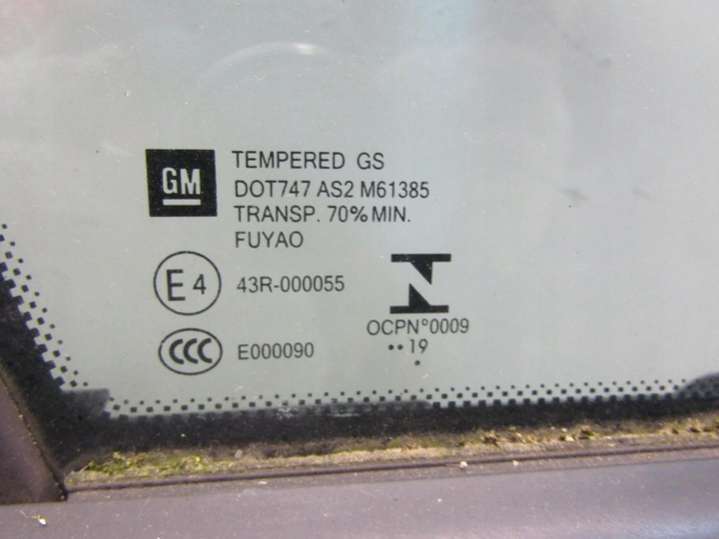 GM
TEMPERED GS
DOT747 AS2 M61385
TRANSP. 70% MIN.
FUYAO
E4
43R-000055
OCPN°0009
CCC
E000090
••19
•